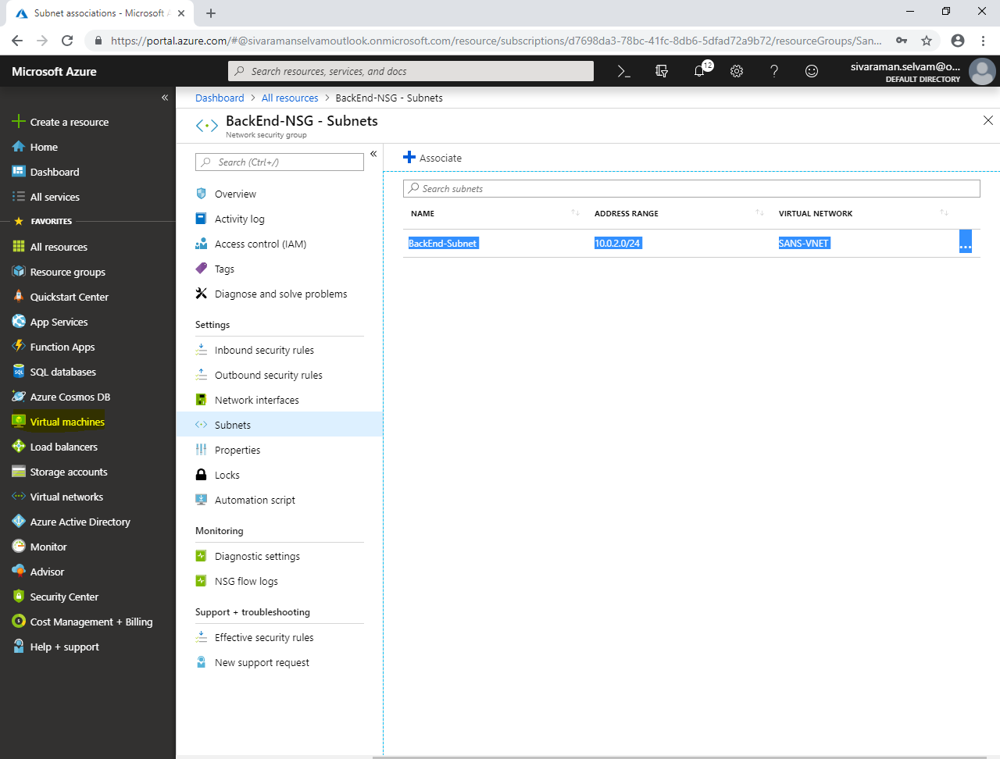 Subnet associations - Microsoft A
https://portal.azure.com/#@sivaramanselvamoutlook.onmicrosoft.com/resource/subscriptions/d7698da3-78bc-41fc-8db6-5dfad72a9b72/resourceGroups/San...
Microsoft Azure
Search resources, services, and docs
12
sivaraman.selvam@o...
DEFAULT DIRECTORY
Create a resource
Home
Dashboard
All services
FAVORITES
All resources
Resource groups
Quickstart Center
App Services
Function Apps
SQL databases
Azure Cosmos DB
Virtual machines
Load balancers
Storage accounts
Virtual networks
Azure Active Directory
Monitor
Advisor
Security Center
Cost Management + Billing
Help + support
Dashboard > All resources > BackEnd-NSG - Subnets
BackEnd-NSG - Subnets
Network security group
Search (Ctrl+/)
Overview
Activity log
Access control (IAM)
Tags
Diagnose and solve problems
Settings
Inbound security rules
Outbound security rules
Network interfaces
Subnets
Properties
Locks
Automation script
Monitoring
Diagnostic settings
NSG flow logs
Support + troubleshooting
Effective security rules
New support request
Associate
Search subnets
NAME ADDRESS RANGE VIRTUAL NETWORK
BackEnd-Subnet 10.0.2.0/24 SANS-VNET ...